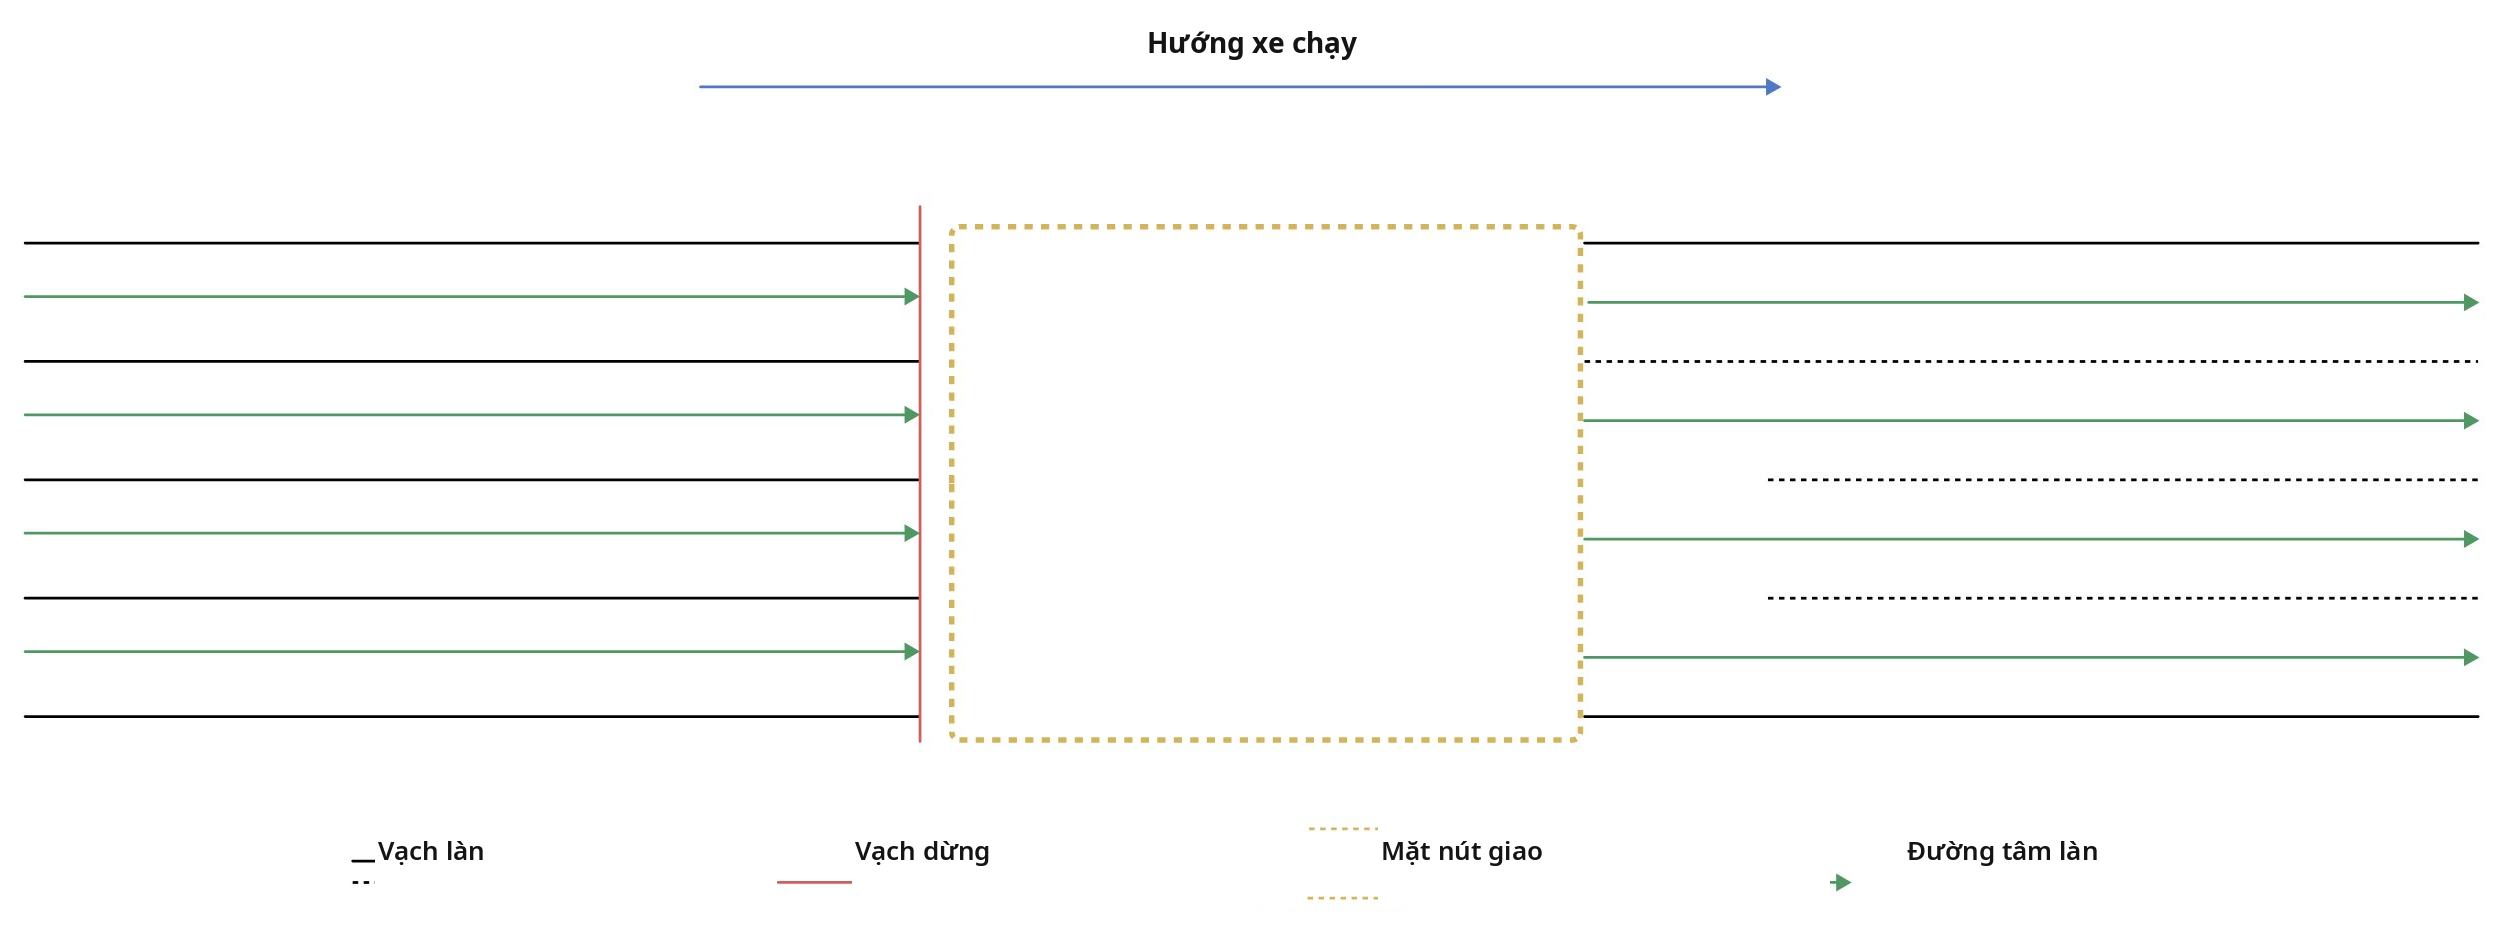 Hướng xe chạy
Vạch làn
Vạch dừng
Mặt nút giao
Đường tâm làn